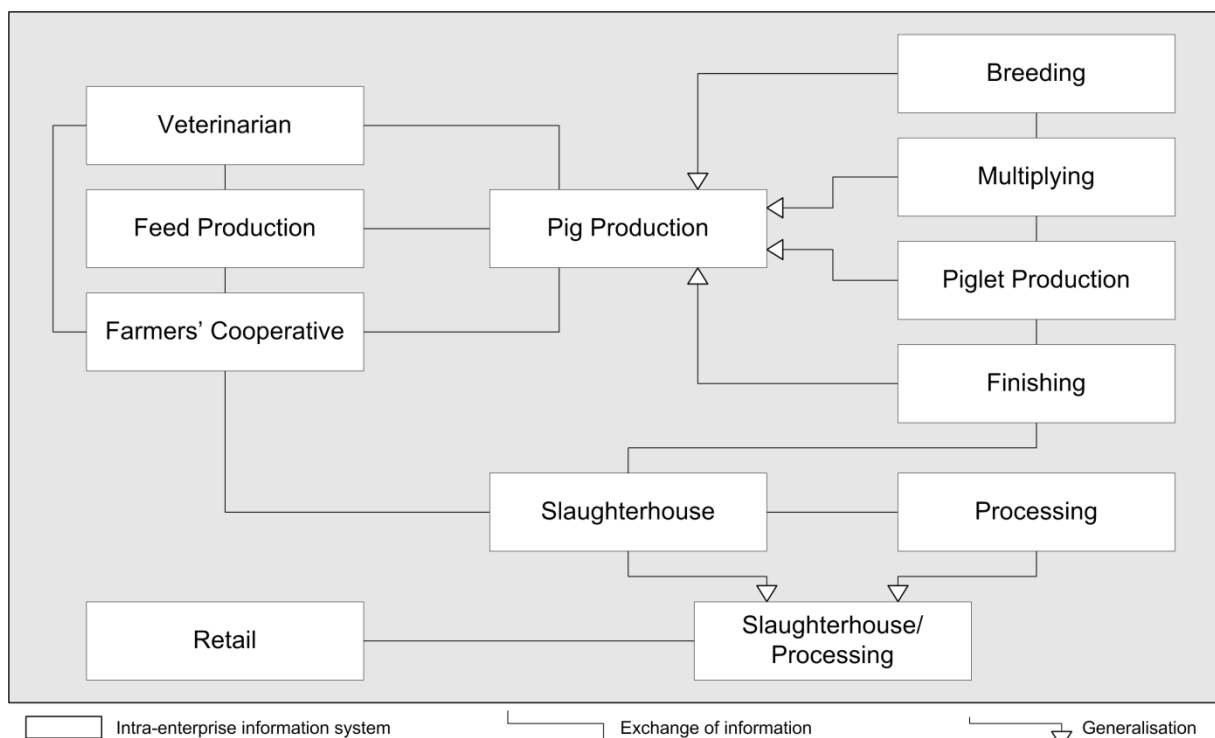 Breeding
Veterinarian
Multiplying
Feed Production
Pig Production
Piglet Production
Farmers’ Cooperative
Finishing
Slaughterhouse
Processing
Retail
Slaughterhouse/
Processing
Intra-enterprise information system
Exchange of information
Generalisation